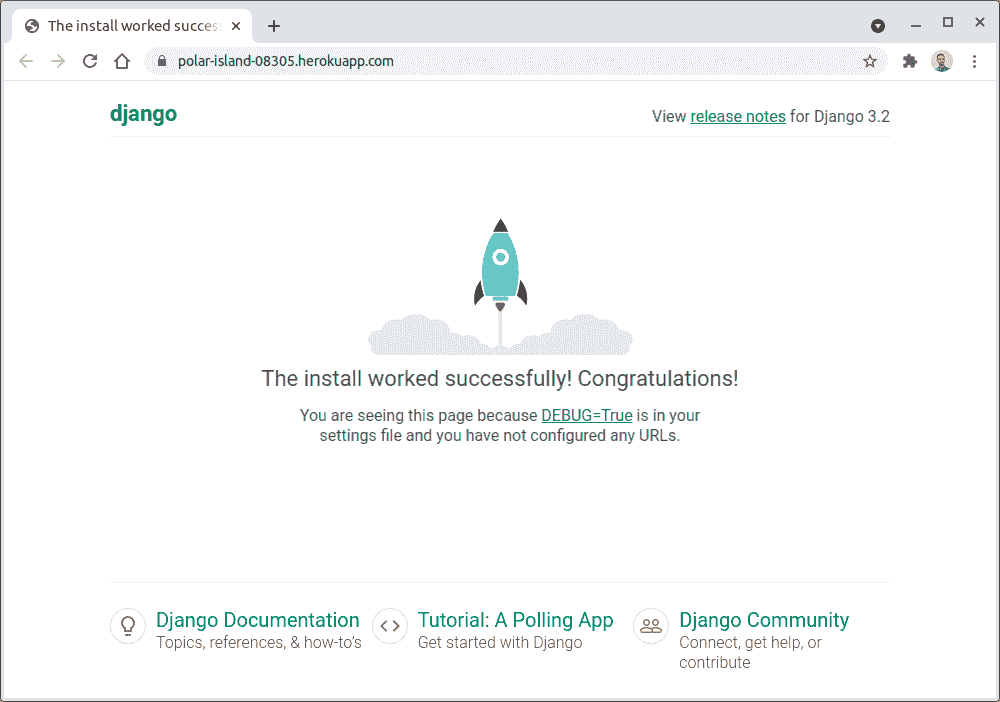 The install worked succes
polar-island-08305.herokuapp.com
django
View release notes for Django 3.2
The install worked successfully! Congratulations!
You are seeing this page because DEBUG=True is in your
settings file and you have not configured any URLs.
Django Documentation
Topics, references, & how-to's
Tutorial: A Polling App
Get started with Django
Django Community
Connect, get help, or
contribute